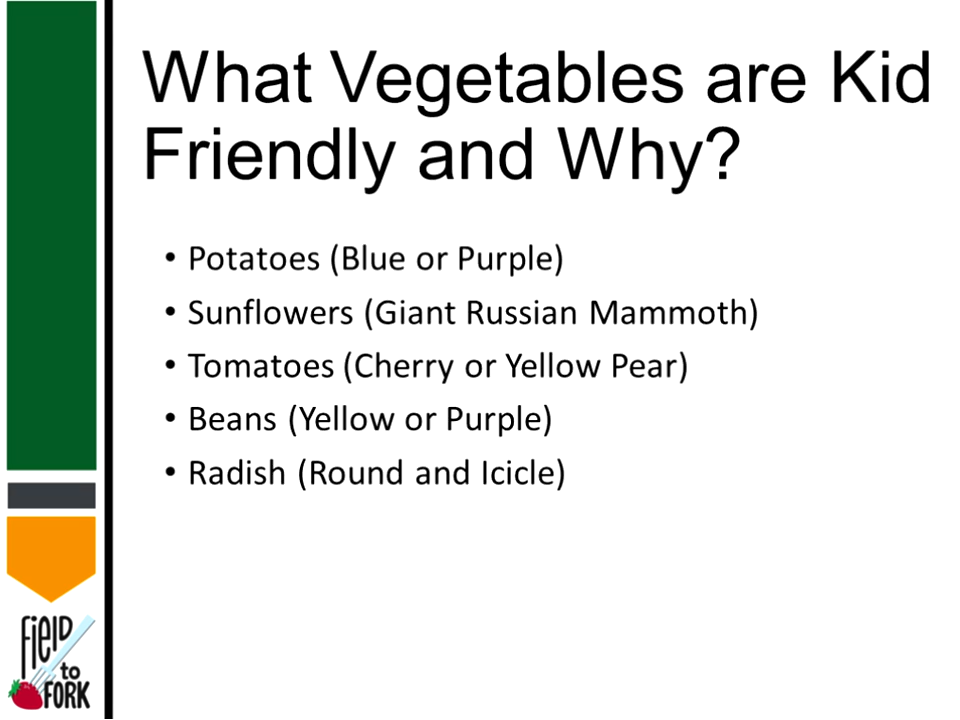 What Vegetables are Kid
Friendly and Why?
• Potatoes (Blue or Purple)
• Sunflowers (Giant Russian Mammoth)
• Tomatoes (Cherry or Yellow Pear)
• Beans (Yellow or Purple)
• Radish (Round and Icicle)
FiElD
to
FORK